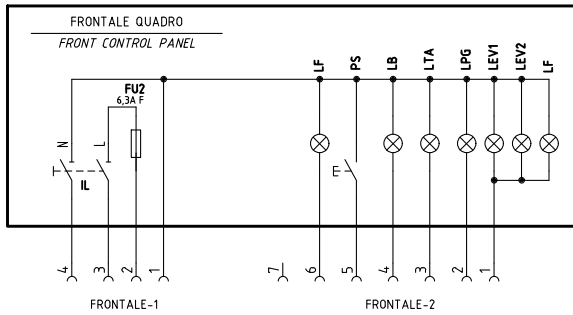 FRONTALE QUADRO
FRONT CONTROL PANEL
LF PS LB LTA LPG LEV1 LEV2 LF
FU2
6,3A F
N L
IL
4 3 2 1 7 6 5 4 3 2 1
FRONTALE-1 FRONTALE-2